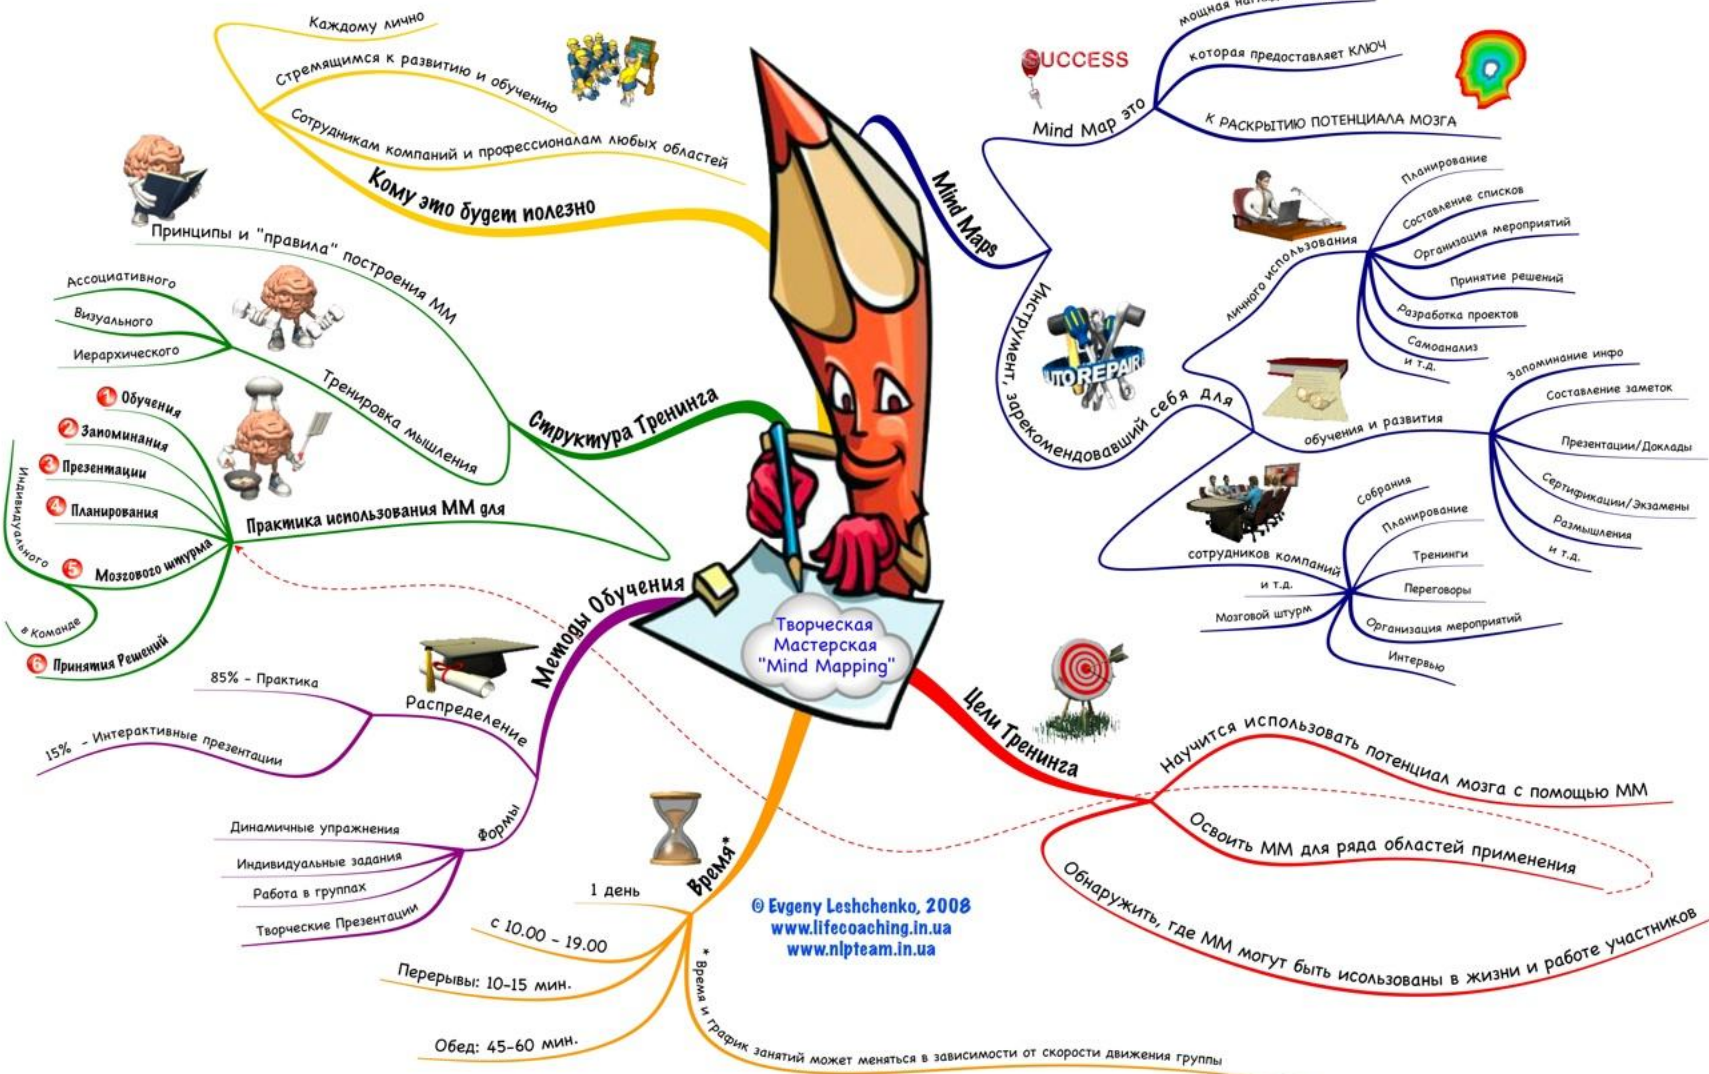 Творческая
Мастерская
"Mind Mapping"
Mind Maps
Mind Map это
мощная
которая предоставляет КЛЮЧ
К РАСКРЫТИЮ ПОТЕНЦИАЛА МОЗГА
SUCCESS
Инструмент, зарекомендовавший себя для
UTO REPAIR
личного использования
Планирование
Составление списков
Организация мероприятий
Принятие решений
Разработка проектов
Самоанализ
и т.д.
обучения и развития
Запоминание инфо
Составление заметок
Презентации/Доклады
Сертификации/Экзамены
Размышления
и т.д.
сотрудников компаний
Собрания
Планирование
Тренинги
Переговоры
Организация мероприятий
Интервью
Мозговой штурм
и т.д.
Цели Тренинга
Научится использовать потенциал мозга с помощью ММ
Освоить ММ для ряда областей применения
Обнаружить, где ММ могут быть исользованы в жизни и работе участников
Время*
1 день
с 10.00 - 19.00
Перерывы: 10-15 мин.
Обед: 45-60 мин.
* Время и график занятий может меняться в зависимости от скорости движения группы
© Evgeny Leshchenko, 2008
www.lifecoaching.in.ua
www.nlpteam.in.ua
Методы Обучения
Распределение
85% - Практика
15% - Интерактивные презентации
Формы
Динамичные упражнения
Индивидуальные задания
Работа в группах
Творческие Презентации
Структура Тренинга
Принципы и "правила" построения ММ
Тренировка мышления
Ассоциативного
Визуального
Иерархического
Практика использования ММ для
1 Обучения
2 Запоминания
3 Презентации
4 Планирования
5 Мозгового штурма
Индивидуального
в Команде
6 Принятия Решений
Кому это будет полезно
Каждому лично
Стремящимся к развитию и обучению
Сотрудникам компаний и профессионалам любых областей